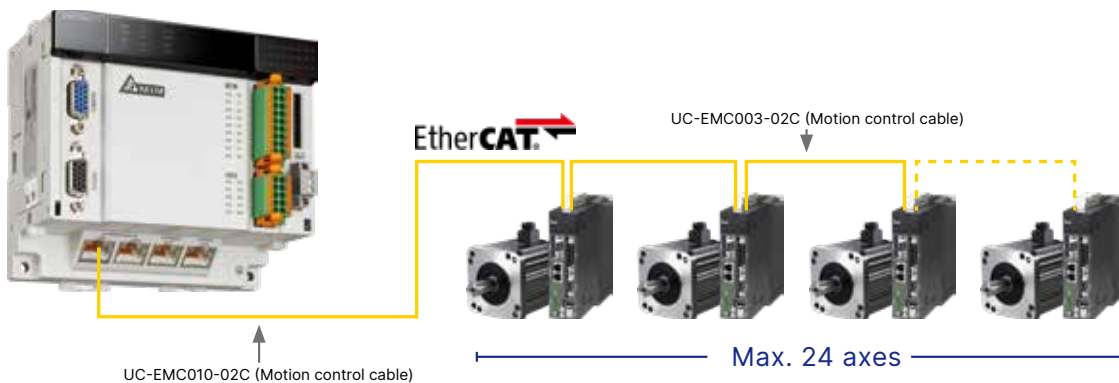 EtherCAT.
UC-EMC003-02C (Motion control cable)
Max. 24 axes
UC-EMC010-02C (Motion control cable)